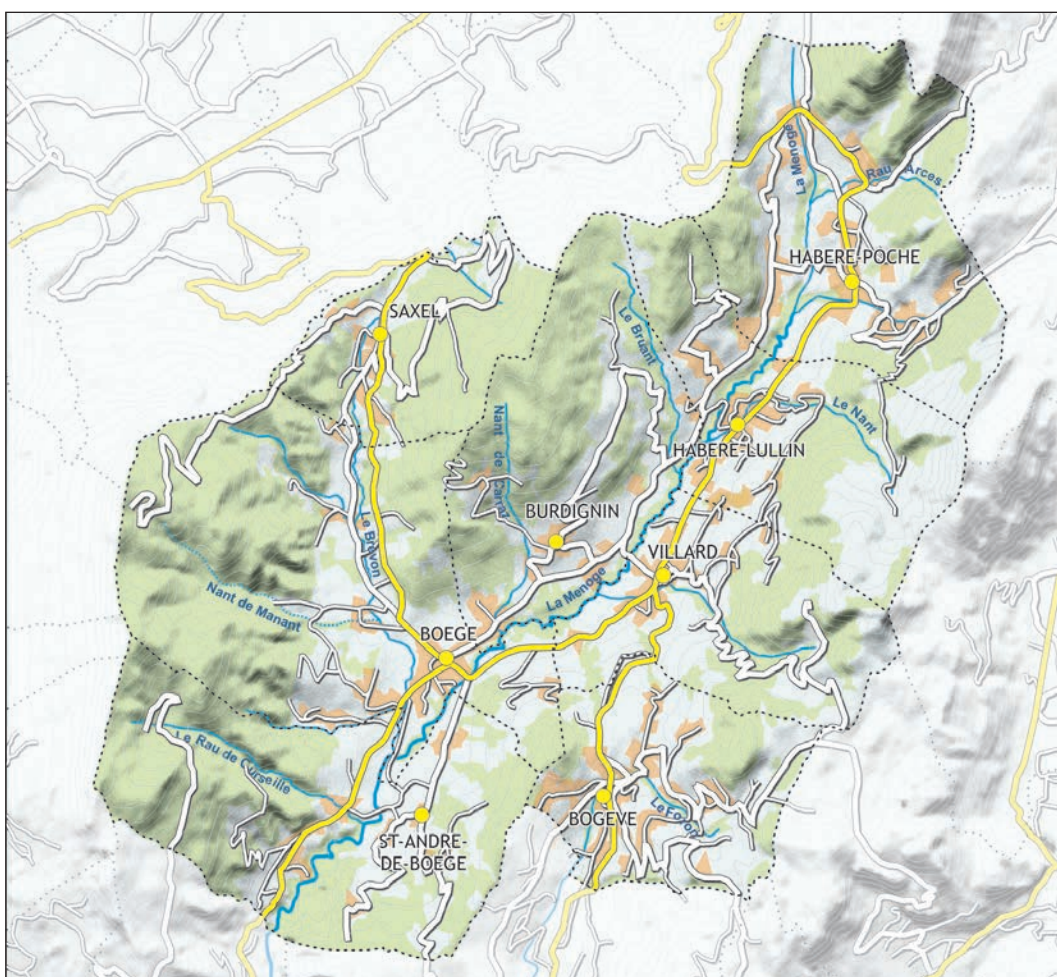 La Menoge
Rau Arces
HABERE-POCHE
SAXEL
Le Bruant
Le Nant
HABERE-LULLIN
Nant de Carraz
BURDIGNIN
VILLARD
Le Brevon
La Menoge
Nant de Manant
BOEGE
Le Rau de Curseille
BOGEVE
Le Foron
ST-ANDRE-
DE-BOEGE